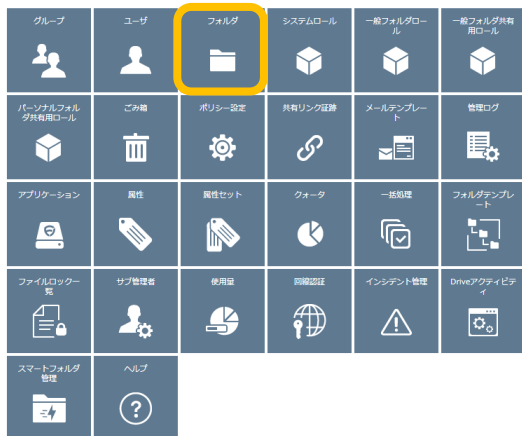 グループ
ユーザ
フォルダ
システムロール
一般フォルダロー
ル
一般フォルダ共有
用ロール
パーソナルフォル
ダ共有用ロール
ごみ箱
ポリシー設定
共有リンク証跡
メールテンプレー
ト
管理ログ
アプリケーション
属性
属性セット
クォータ
一括処理
フォルダテンプレ
ート
ファイルロック一
覧
サブ管理者
使用量
回線認証
インシデント管理
Driveアクティビテ
ィ
スマートフォルダ
管理
ヘルプ
?